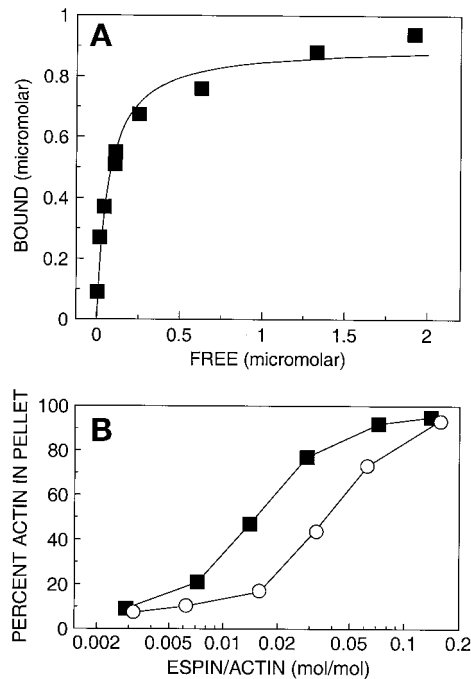 A
1
0.8
0.6
0.4
0.2
0
BOUND (micromolar)
0 0.5 1 1.5 2
FREE (micromolar)
B
100
80
60
40
20
0
PERCENT ACTIN IN PELLET
0.002 0.005 0.01 0.02 0.05 0.1 0.2
ESPIN/ACTIN (mol/mol)